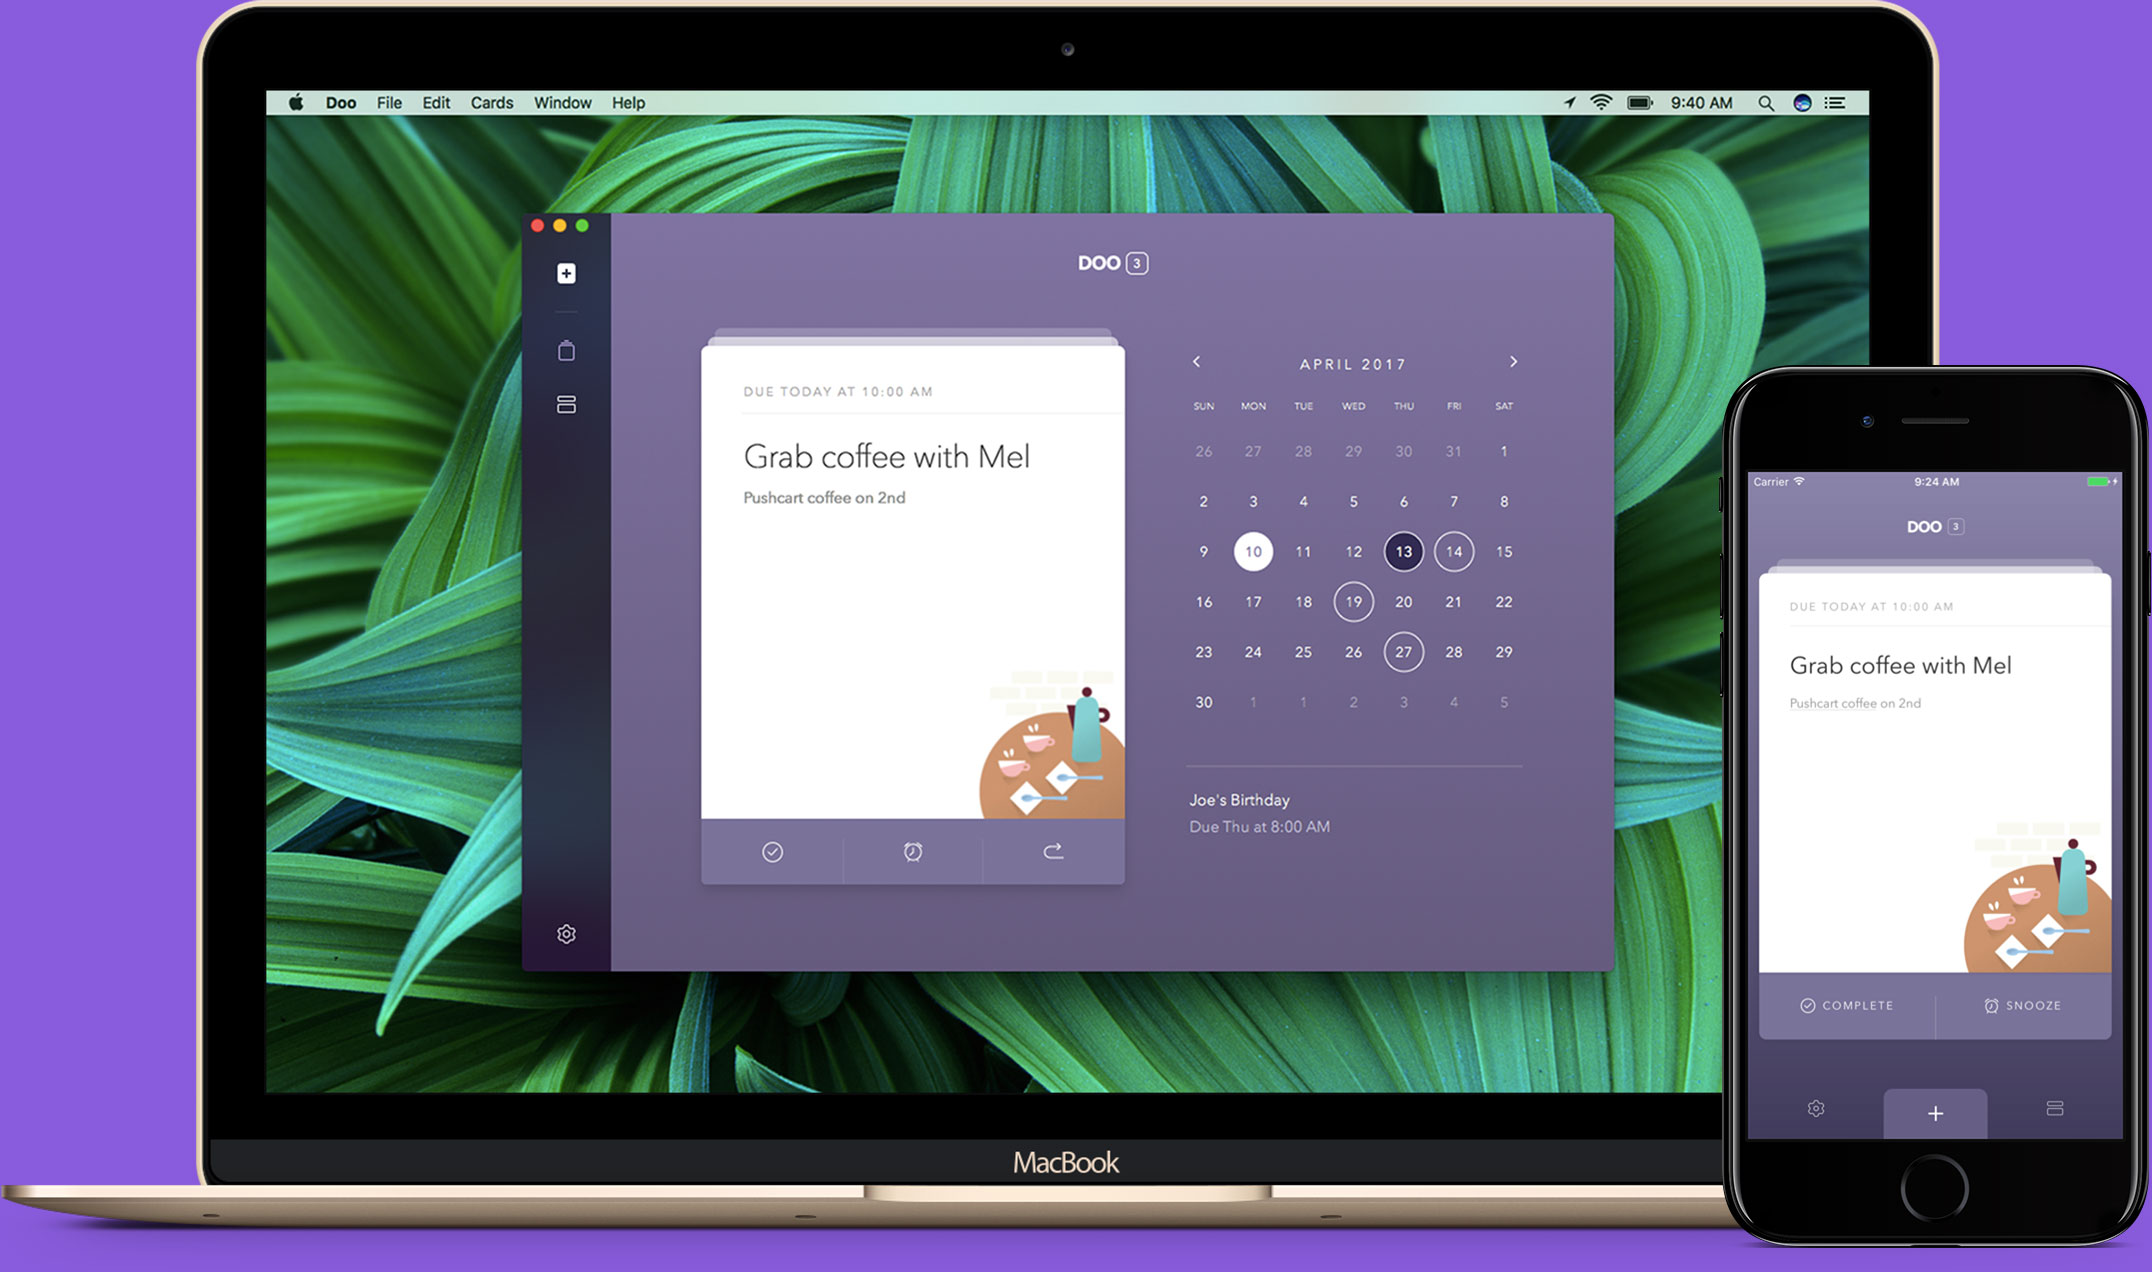 Doo File Edit Cards Window Help 9:40 AM
DOO 3
DUE TODAY AT 10:00 AM
Grab coffee with Mel
Pushcart coffee on 2nd
APRIL 2017
SUN MON TUE WED THU FRI SAT
26 27 28 29 30 31 1
2 3 4 5 6 7 8
9 10 11 12 13 14 15
16 17 18 19 20 21 22
23 24 25 26 27 28 29
30 1 1 2 3 4 5
Joe's Birthday
Due Thu at 8:00 AM
MacBook
Carrier 9:24 AM
DOO 3
DUE TODAY AT 10:00 AM
Grab coffee with Mel
Pushcart coffee on 2nd
COMPLETE SNOOZE